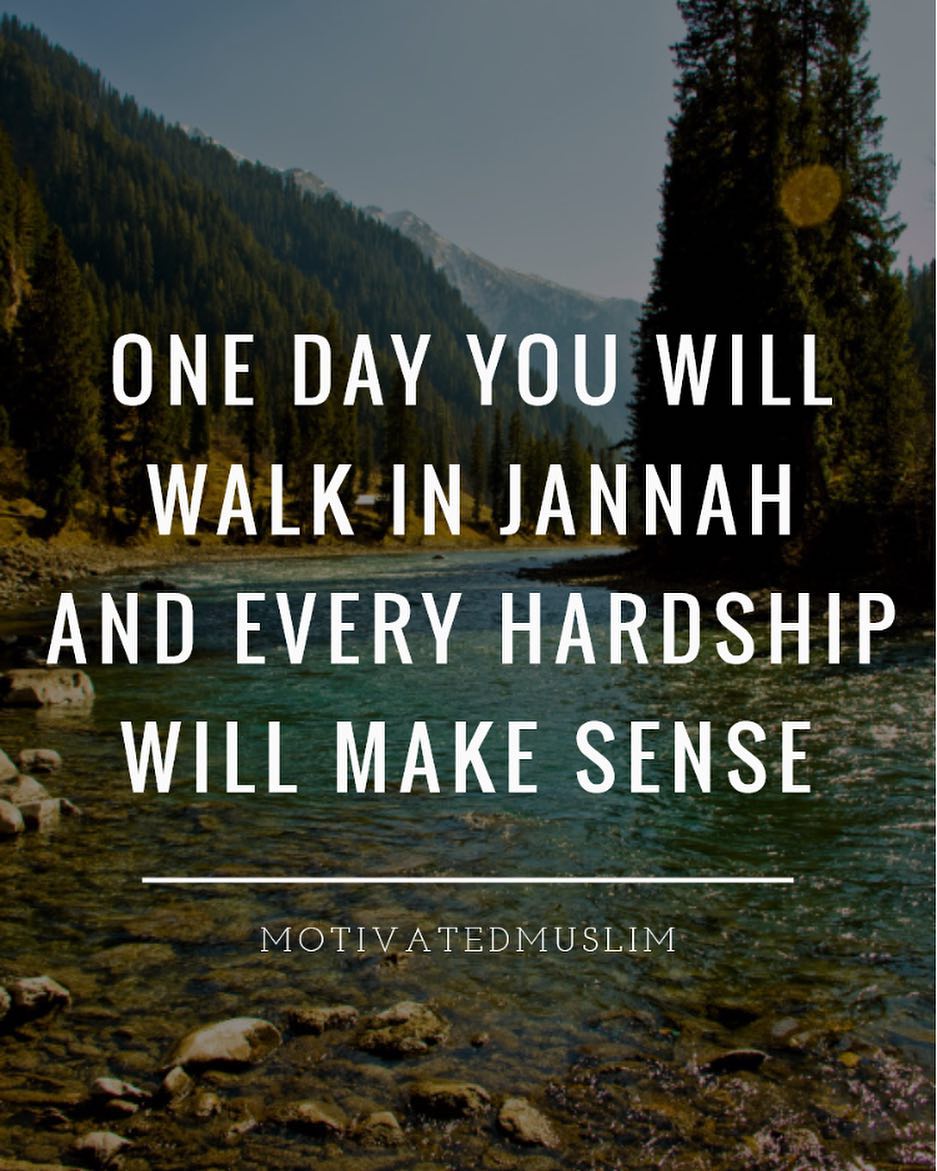 ONE DAY YOU WILL
WALK IN JANNAH
AND EVERY HARDSHIP
WILL MAKE SENSE
MOTIVATEDMUSLIM